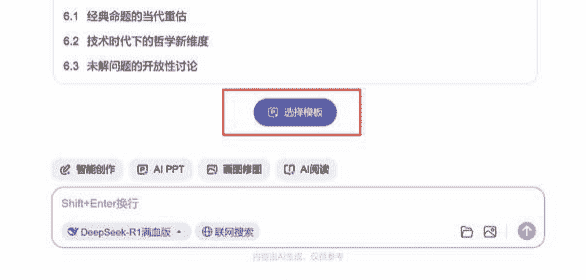 6.1 经典命题的当代重估
6.2 技术时代下的哲学新维度
6.3 未解问题的开放性讨论
选择模板
智能创作 AI PPT 画图修图 AI阅读
Shift+Enter换行
DeepSeek-R1满血版 联网搜索
内容由AI生成，仅供参考